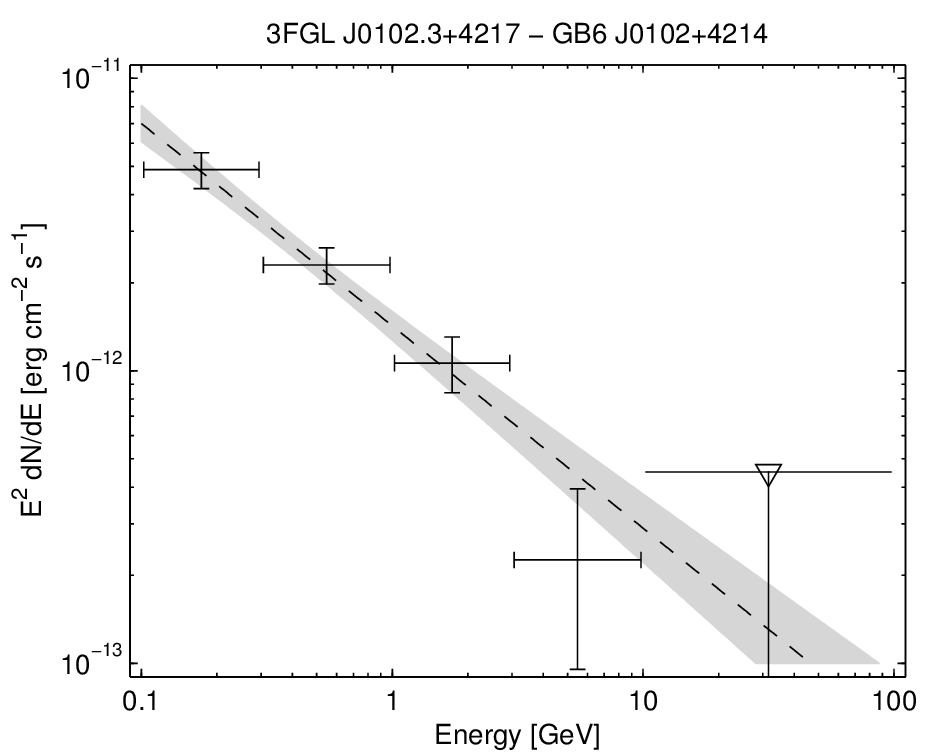 3FGL J0102.3+4217 − GB6 J0102+4214
10⁻¹¹
10⁻¹²
10⁻¹³
E² dN/dE [erg cm⁻² s⁻¹]
0.1 1 10 100
Energy [GeV]